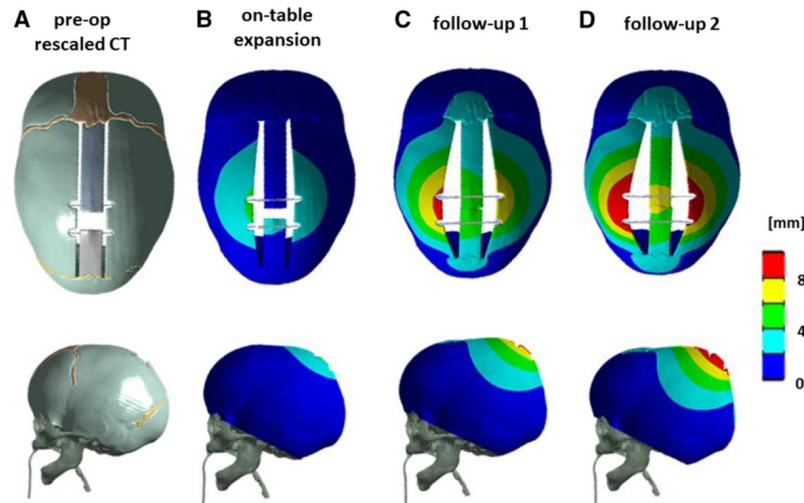 A pre-op B on-table C follow-up 1 D follow-up 2
rescaled CT expansion
[mm]
8
4
0